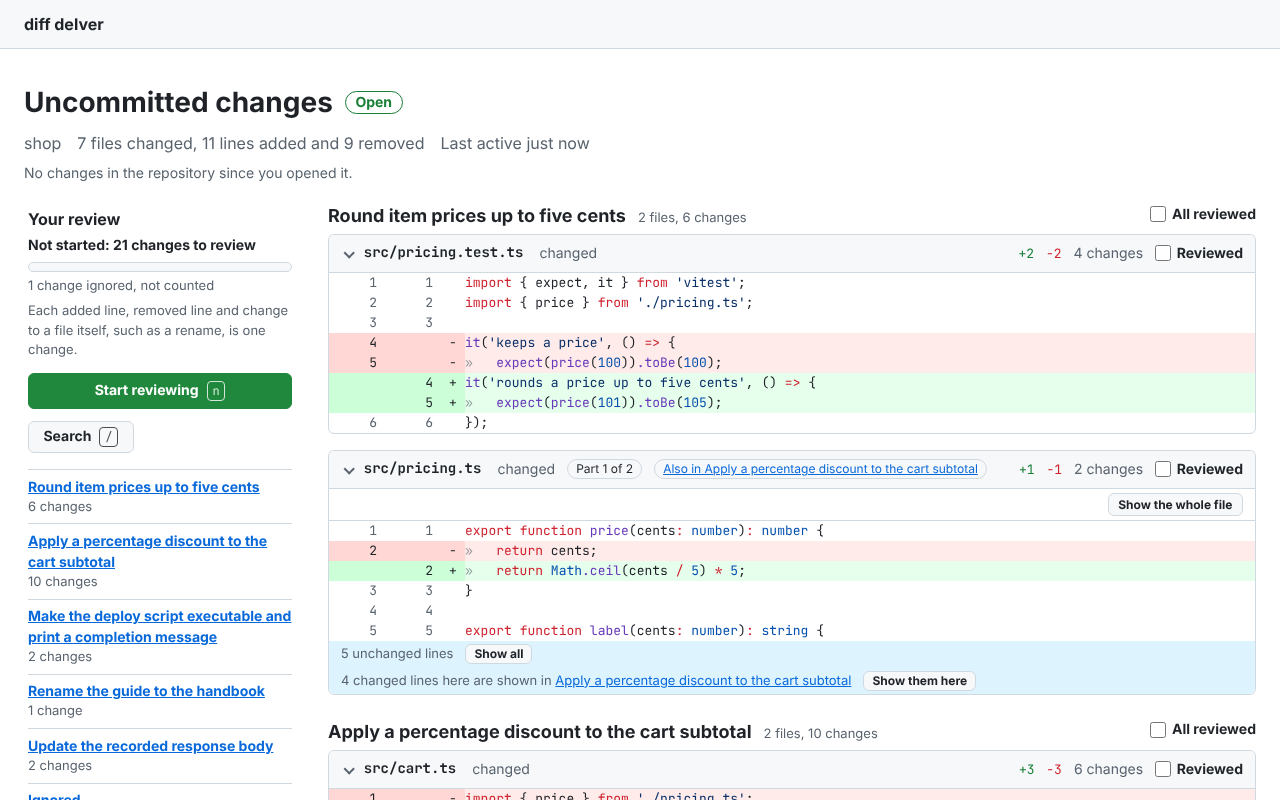 diff delver
Uncommitted changes Open
shop 7 files changed, 11 lines added and 9 removed Last active just now
No changes in the repository since you opened it.
Your review
Not started: 21 changes to review
1 change ignored, not counted
Each added line, removed line and change
to a file itself, such as a rename, is one
change.
Start reviewing n
Search /
Round item prices up to five cents
6 changes
Apply a percentage discount to the
cart subtotal
10 changes
Make the deploy script executable and
print a completion message
2 changes
Rename the guide to the handbook
1 change
Update the recorded response body
2 changes
Ignored
Round item prices up to five cents 2 files, 6 changes All reviewed
src/pricing.test.ts changed +2 -2 4 changes Reviewed
1 1 import { expect, it } from 'vitest';
2 2 import { price } from './pricing.ts';
3 3
4 - it('keeps a price', () => {
5 - » expect(price(100)).toBe(100);
4 + it('rounds a price up to five cents', () => {
5 + » expect(price(101)).toBe(105);
6 6 });
src/pricing.ts changed Part 1 of 2 Also in Apply a percentage discount to the cart subtotal +1 -1 2 changes Reviewed
Show the whole file
1 1 export function price(cents: number): number {
2 - » return cents;
2 + » return Math.ceil(cents / 5) * 5;
3 3 }
4 4
5 5 export function label(cents: number): string {
5 unchanged lines Show all
4 changed lines here are shown in Apply a percentage discount to the cart subtotal Show them here
Apply a percentage discount to the cart subtotal 2 files, 10 changes All reviewed
src/cart.ts changed +3 -3 6 changes Reviewed
1 - import { price } from './pricing.ts';